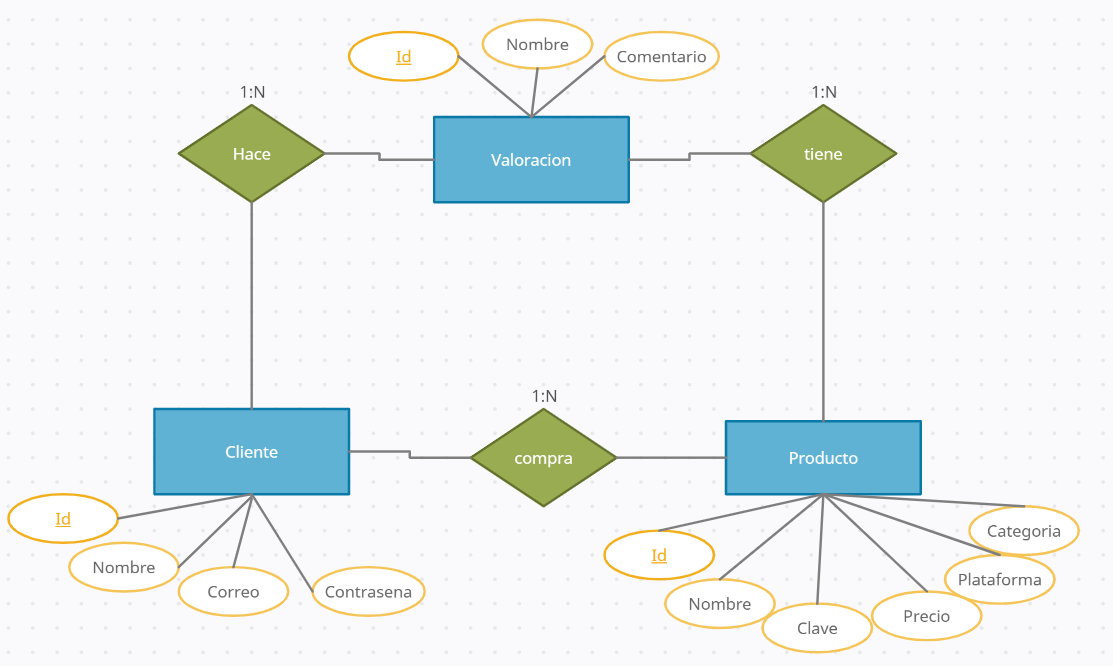 Id
Nombre
Comentario
1:N
1:N
Hace
Valoracion
tiene
1:N
Cliente
compra
Producto
Id
Nombre
Correo
Contrasena
Id
Nombre
Clave
Precio
Plataforma
Categoria